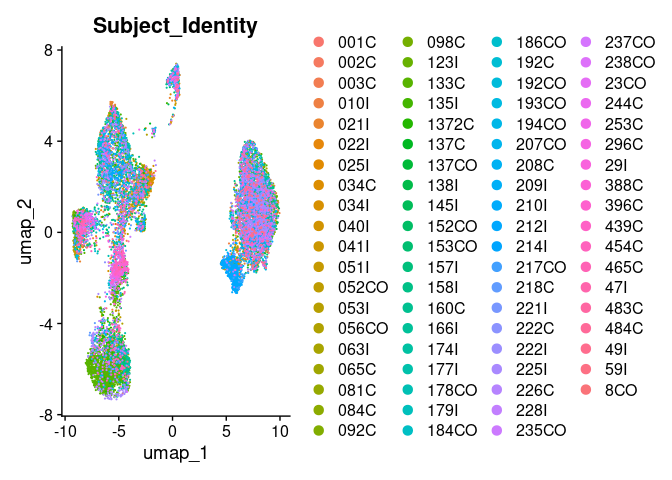 Subject_Identity
8
4
0
-4
-8
umap_2
-10
-5
0
5
10
umap_1
001C
002C
003C
010I
021I
022I
025I
034C
034I
040I
041I
051I
052CO
053I
056CO
063I
065C
081C
084C
092C
098C
123I
133C
135I
1372C
137C
137CO
138I
145I
152CO
153CO
157I
158I
160C
166I
174I
177I
178CO
179I
184CO
186CO
192C
192CO
193CO
194CO
207CO
208C
209I
210I
212I
214I
217CO
218C
221I
222C
222I
225I
226C
228I
235CO
237CO
238CO
23CO
244C
253C
296C
29I
388C
396C
439C
454C
465C
47I
483C
484C
49I
59I
8CO